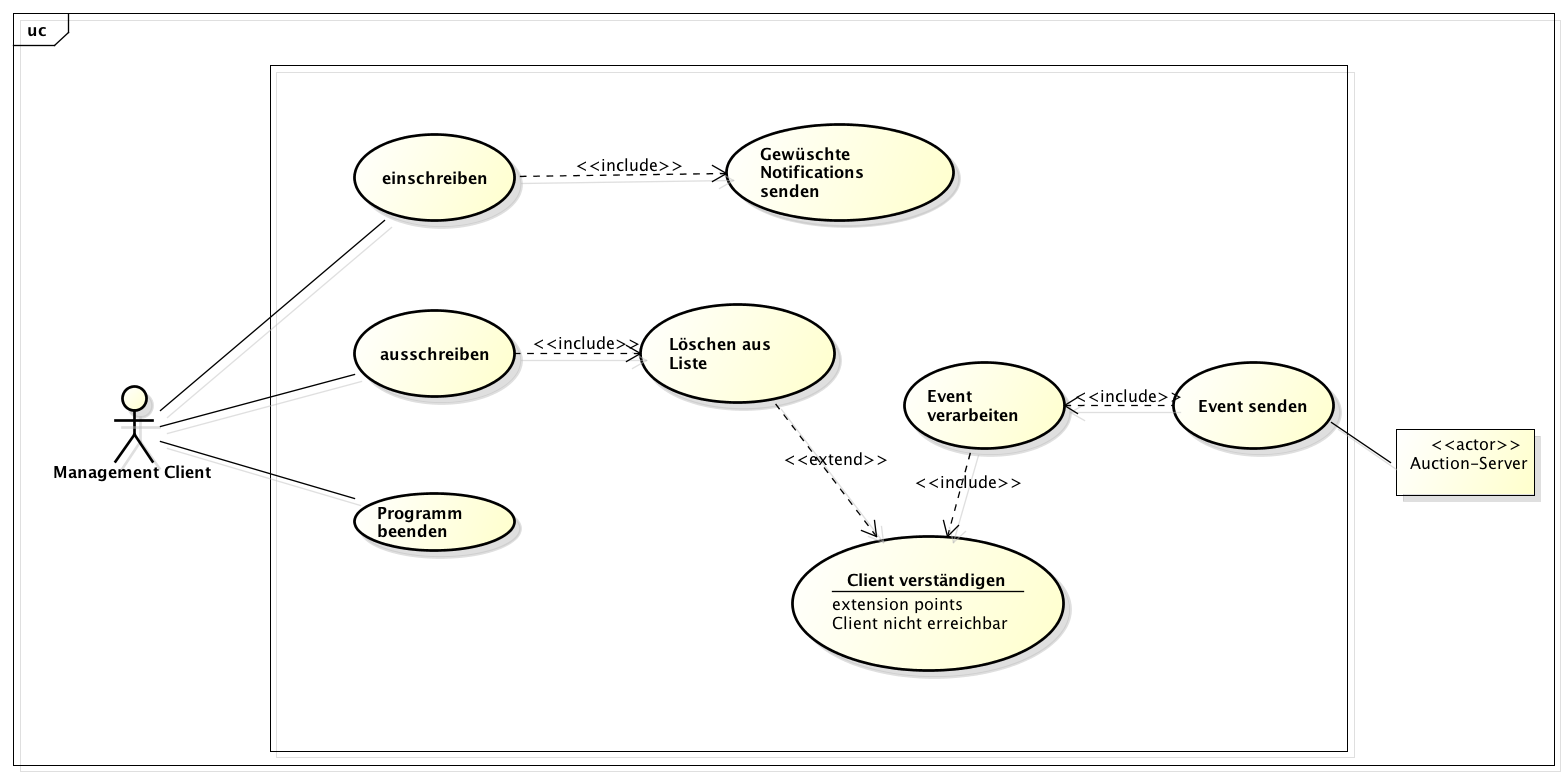 uc
einschreiben
<<include>>
Gewüschte
Notifications
senden
ausschreiben
<<include>>
Löschen aus
Liste
Event
verarbeiten
<<include>>
Event senden
<<actor>>
Auction-Server
Management Client
<<extend>>
<<include>>
Programm
beenden
Client verständigen
extension points
Client nicht erreichbar